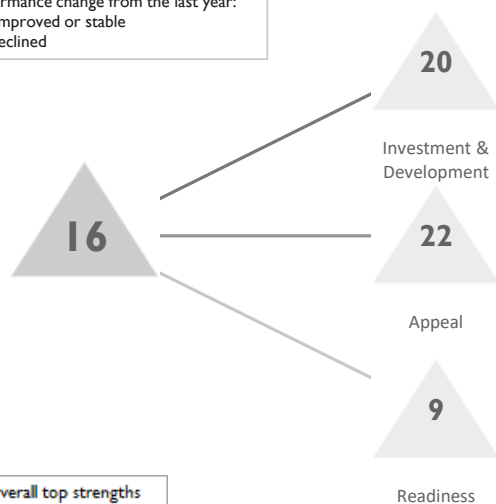 rmance change from the last year:
mproved or stable
eclined
20
Investment &
Development
16
22
Appeal
9
Readiness
verall top strengths